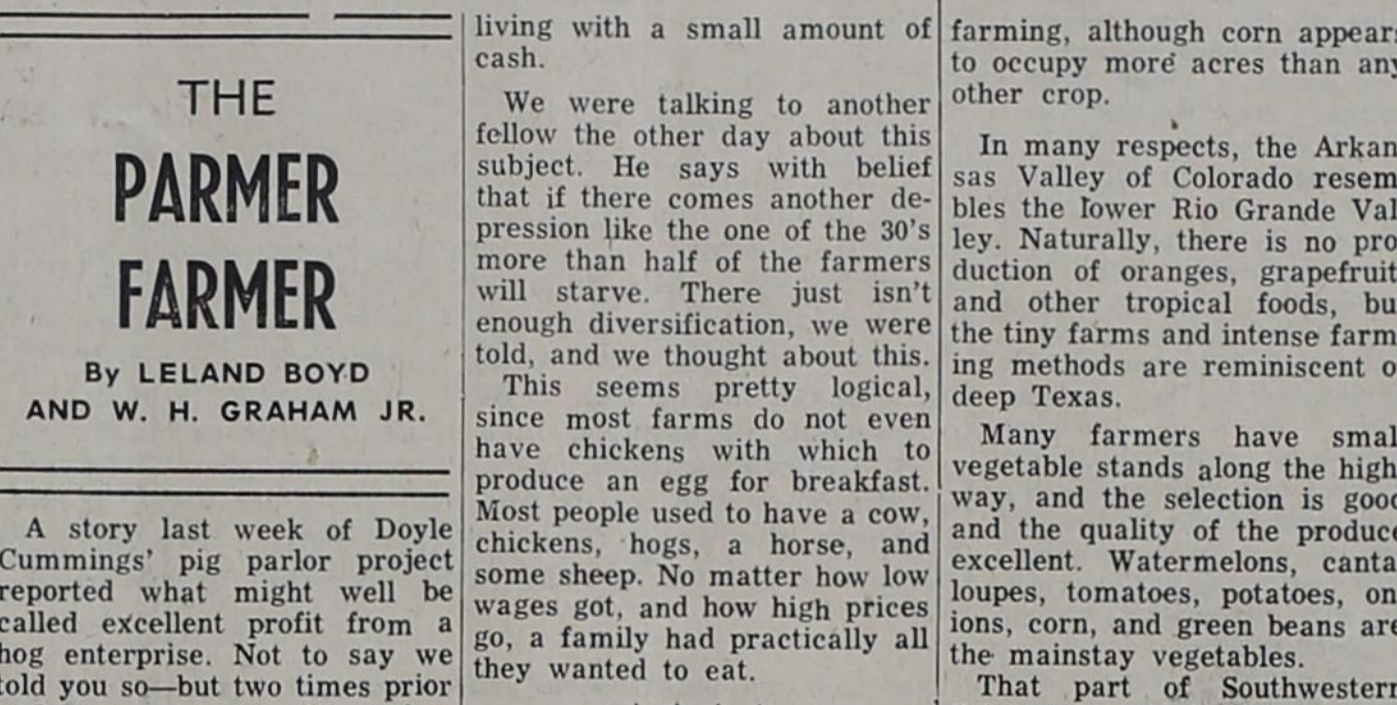 THE
PARMER
FARMER
By LELAND BOYD
AND W. H. GRAHAM JR.
A story last week of Doyle
Cummings' pig parlor project
reported what might well be
called excellent profit from a
hog enterprise. Not to say we
told you so—but two times prior
living with a small amount of
cash.
We were talking to another
fellow the other day about this
subject. He says with belief
that if there comes another de-
pression like the one of the 30's
more than half of the farmers
will starve. There just isn't
enough diversification, we were
told, and we thought about this.
This seems pretty logical,
since most farms do not even
have chickens with which to
produce an egg for breakfast.
Most people used to have a cow,
chickens, hogs, a horse, and
some sheep. No matter how low
wages got, and how high prices
go, a family had practically all
they wanted to eat.
farming, although corn appears
to occupy more acres than any
other crop.
In many respects, the Arkan
sas Valley of Colorado resem
bles the lower Rio Grande Val
ley. Naturally, there is no pro
duction of oranges, grapefruit
and other tropical foods, bu
the tiny farms and intense farm
ing methods are reminiscent o
deep Texas.
Many farmers have smal
vegetable stands along the high
way, and the selection is good
and the quality of the produce
excellent. Watermelons, canta
loupes, tomatoes, potatoes, on
ions, corn, and green beans are
the mainstay vegetables.
That part of Southwestern